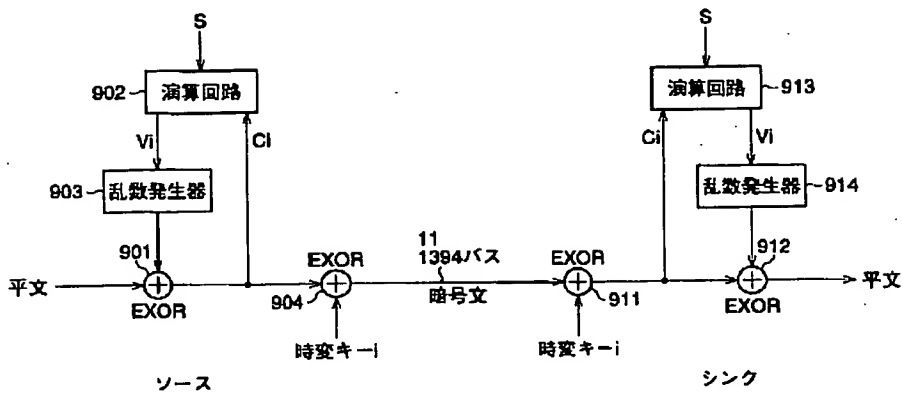 S
902
演算回路
Vi
Ci
903
乱数発生器
901
平文
EXOR
EXOR
904
時変キーi
11
1394バス
暗号文
EXOR
911
時変キーi
S
演算回路
913
Ci
Vi
乱数発生器
914
912
EXOR
平文
ソース
シンク